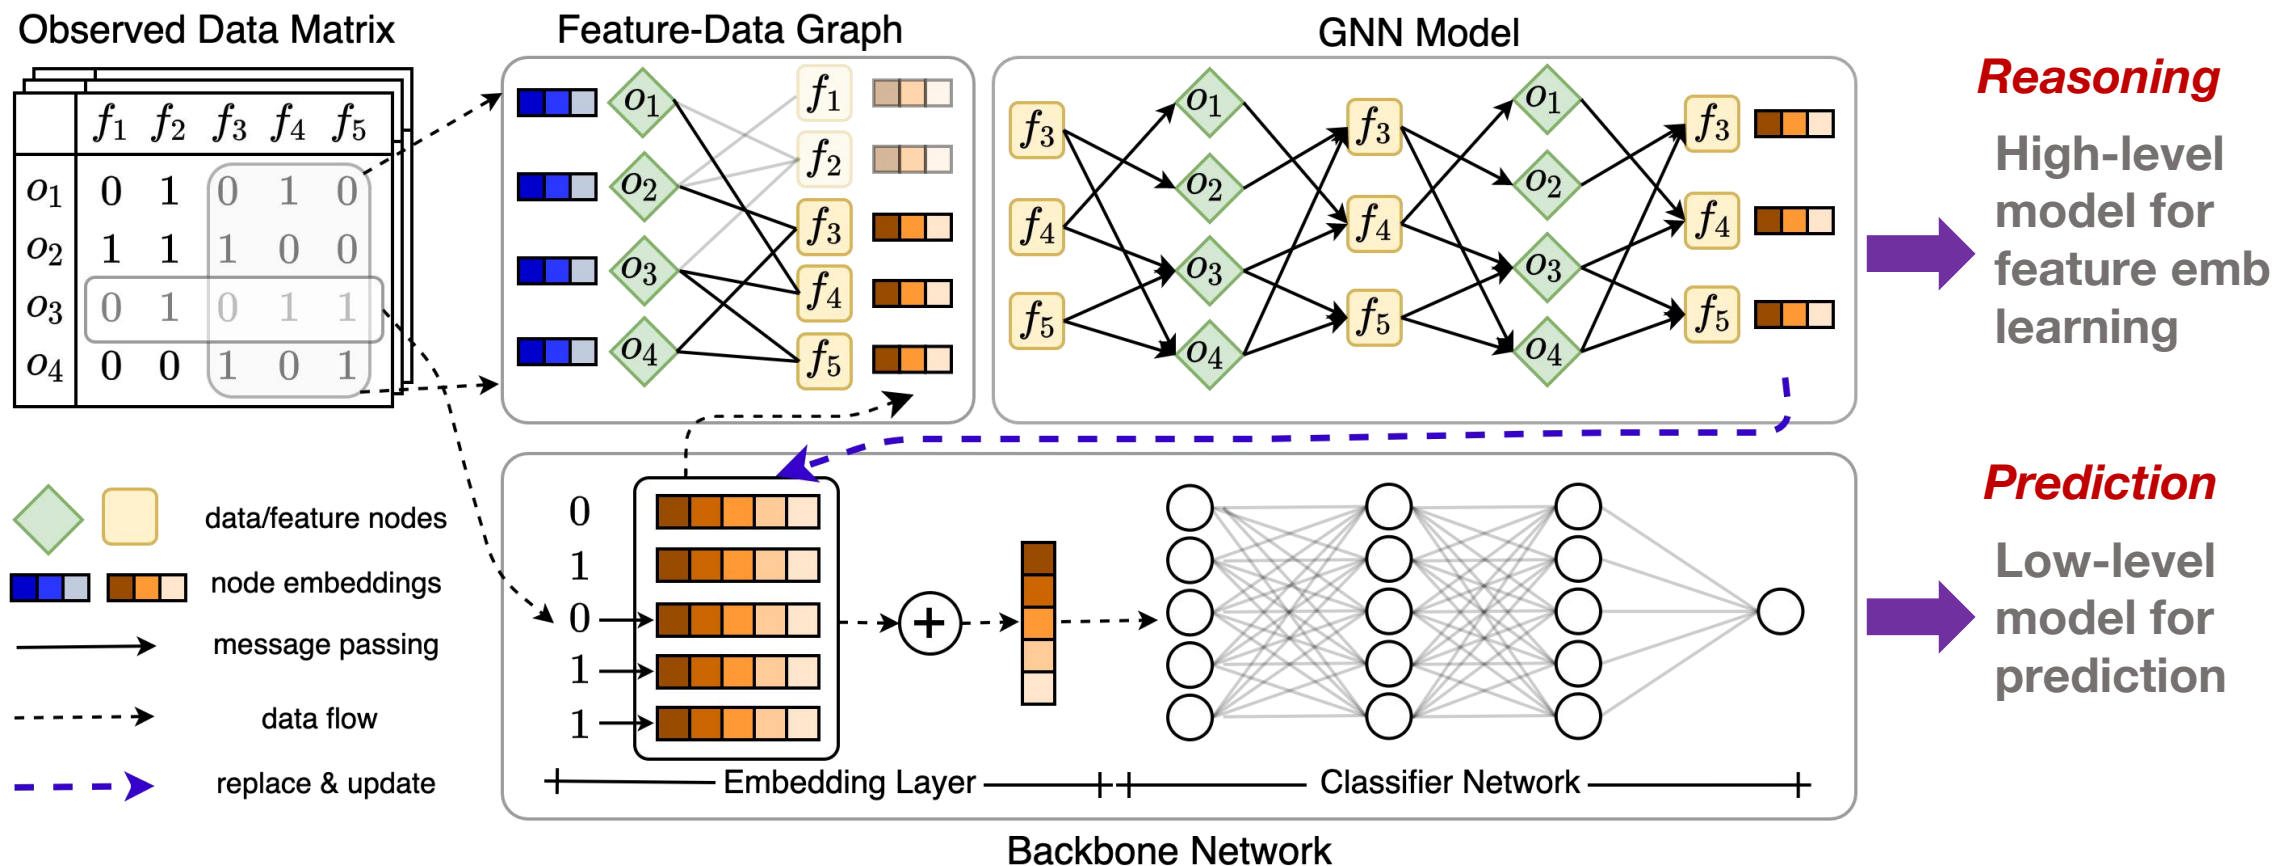 Observed Data Matrix
f1 f2 f3 f4 f5
o1 0 1 0 1 0
o2 1 1 1 0 0
o3 0 1 0 1 1
o4 0 0 1 0 1
data/feature nodes
node embeddings
message passing
data flow
replace & update
Feature-Data Graph
o1 f1
o2 f2
f3
o3 f4
o4 f5
GNN Model
f3 o1 f3 o1 f3
o2 o2
f4 f4 f4
o3 o3
f5 o4 f5 o4 f5
Reasoning
High-level
model for
feature emb
learning
0
1
0
+
1
1
Embedding Layer
Classifier Network
Backbone Network
Prediction
Low-level
model for
prediction